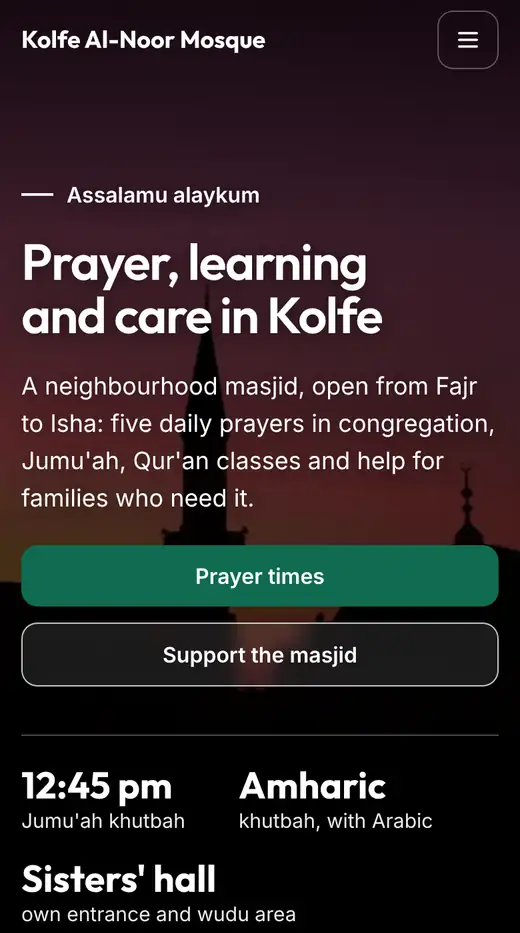 Kolfe Al-Noor Mosque
Assalamu alaykum
Prayer, learning
and care in Kolfe
A neighbourhood masjid, open from Fajr
to Isha: five daily prayers in congregation,
Jumu'ah, Qur'an classes and help for
families who need it.
Prayer times
Support the masjid
12:45 pm
Jumu'ah khutbah
Amharic
khutbah, with Arabic
Sisters' hall
own entrance and wudu area